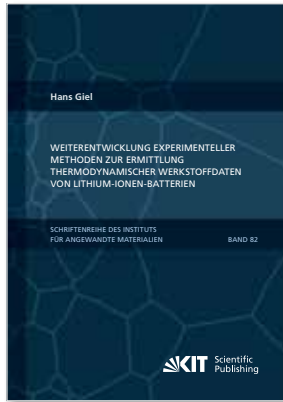 Hans Giel
WEITERENTWICKLUNG EXPERIMENTELLER
METHODEN ZUR ERMITTLUNG
THERMODYNAMISCHER WERKSTOFFDATEN
VON LITHIUM-IONEN-BATTERIEN
SCHRIFTENREIHE DES INSTITUTS
FÜR ANGEWANDTE MATERIALIEN BAND 82
KIT Scientific
Publishing